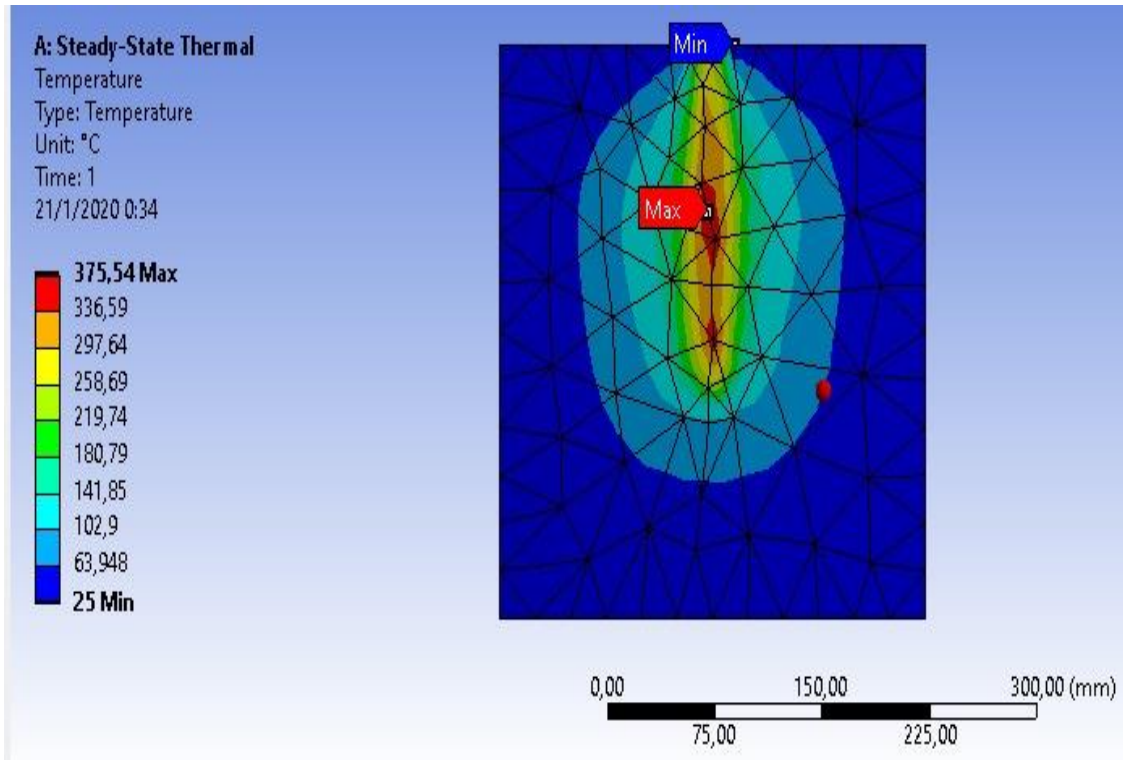 A: Steady-State Thermal
Temperature
Type: Temperature
Unit: °C
Time: 1
21/1/2020 0:34
375,54 Max
336,59
297,64
258,69
219,74
180,79
141,85
102,9
63,948
25 Min
Min
Max
0,00 150,00 300,00 (mm)
75,00 225,00